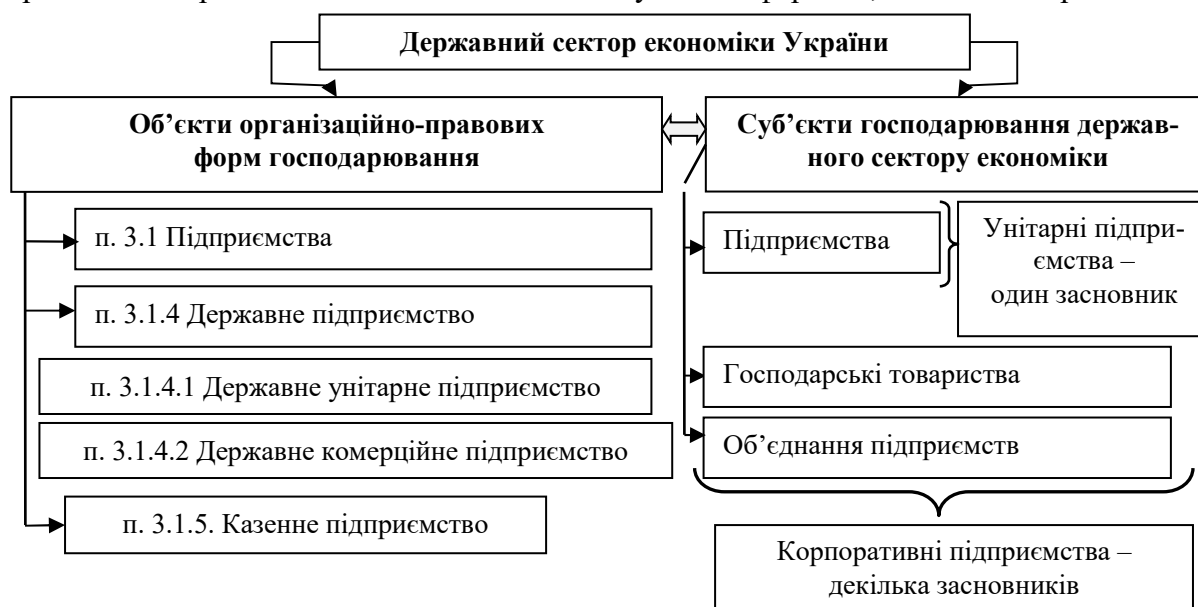 Державний сектор економіки України
Об’єкти організаційно-правових
форм господарювання
Суб’єкти господарювання держав-
ного сектору економіки
п. 3.1 Підприємства
п. 3.1.4 Державне підприємство
п. 3.1.4.1 Державне унітарне підприємство
п. 3.1.4.2 Державне комерційне підприємство
п. 3.1.5. Казенне підприємство
Підприємства
Унітарні підпри-
ємства –
один засновник
Господарські товариства
Об’єднання підприємств
Корпоративні підприємства –
декілька засновників